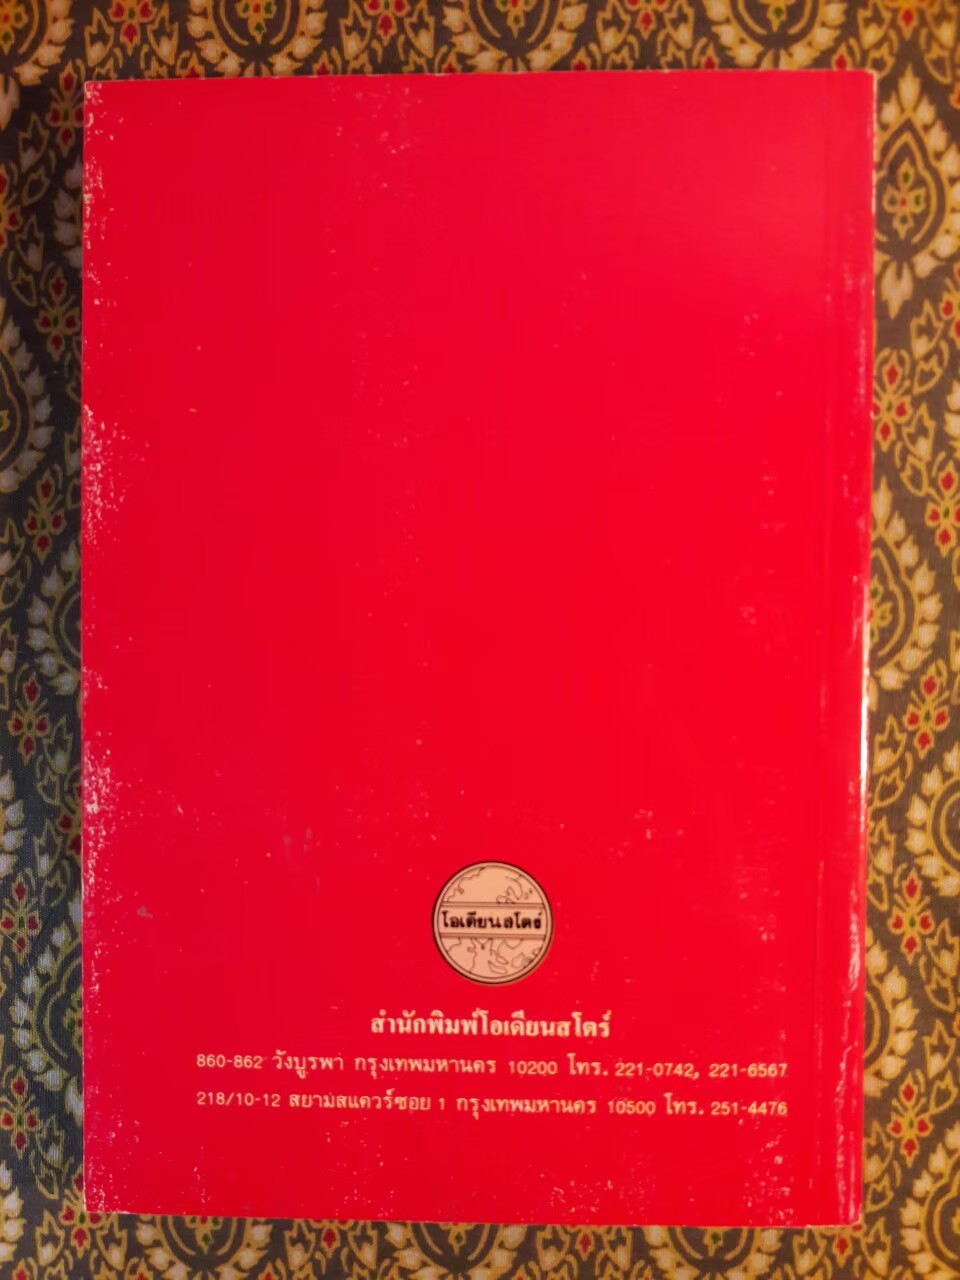 โอเดียนสโตร์
สำนักพิมพ์โอเดียนสโตร์
860-862 วังบูรพา กรุงเทพมหานคร 10200 โทร. 221-0742, 221-6567
218/10-12 สยามสแควร์ซอย 1 กรุงเทพมหานคร 10500 โทร. 251-4476